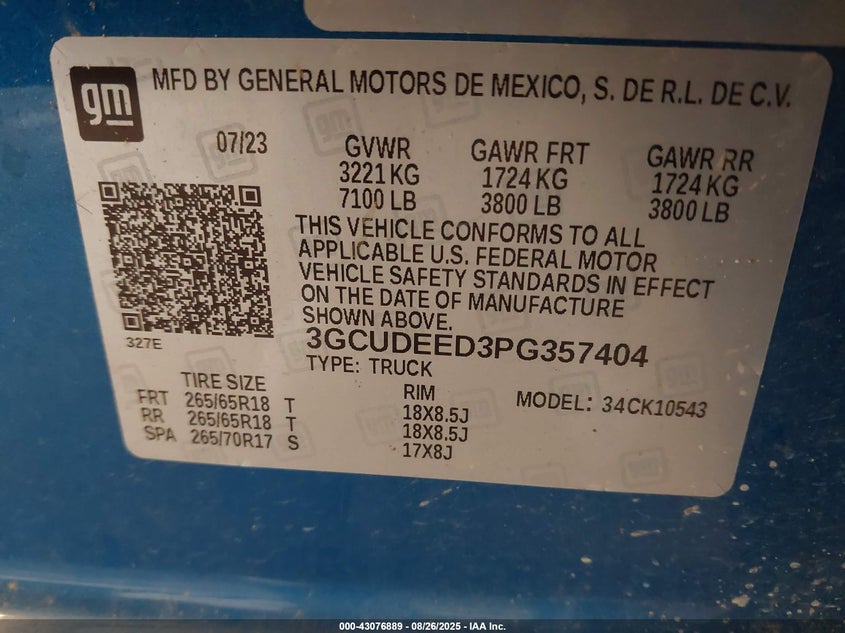 gm
MFD BY GENERAL MOTORS DE MEXICO, S. DE R.L. DE C.V.
07/23
GVWR GAWR FRT GAWR RR
3221 KG 1724 KG 1724 KG
7100 LB 3800 LB 3800 LB
THIS VEHICLE CONFORMS TO ALL
APPLICABLE U.S. FEDERAL MOTOR
VEHICLE SAFETY STANDARDS IN EFFECT
ON THE DATE OF MANUFACTURE
SHOWN ABOVE.
327E
3GCUDEED3PG357404
TYPE: TRUCK
TIRE SIZE RIM MODEL: 34CK10543
FRT 265/65R18 T 18X8.5J
RR 265/65R18 T 18X8.5J
SPA 265/70R17 S 17X8J
000-43076889 - 08/26/2025 - IAA Inc.